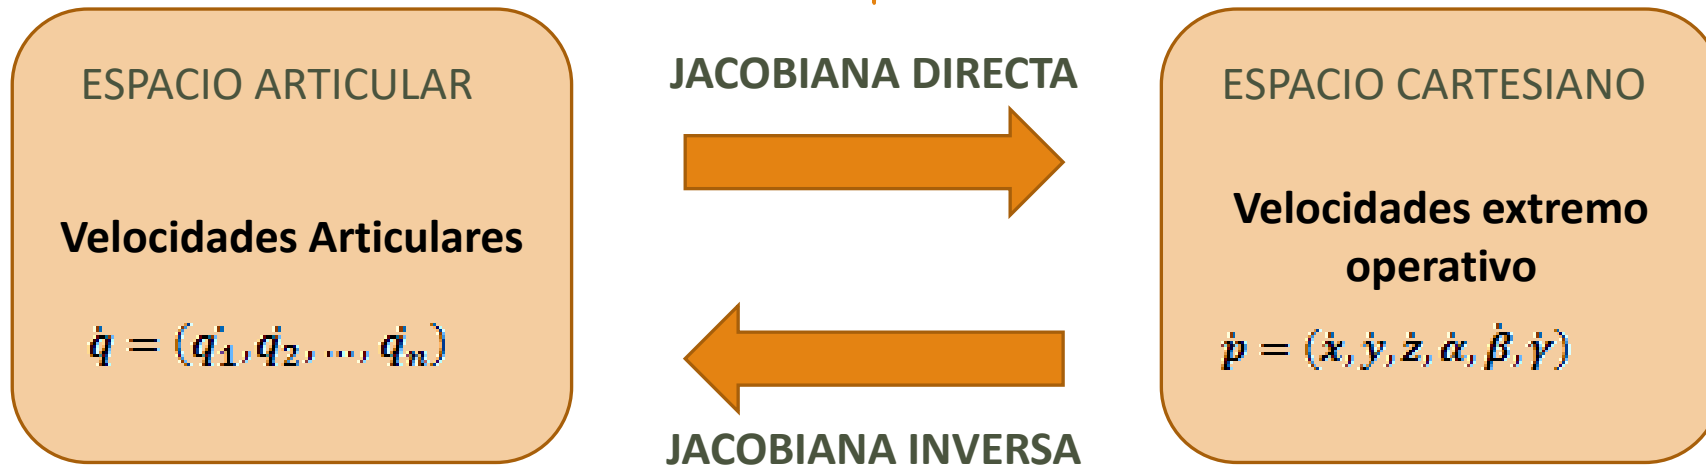 ESPACIO ARTICULAR
Velocidades Articulares
q̇ = (q̇₁, q̇₂, ..., q̇ₙ)
JACOBIANA DIRECTA
JACOBIANA INVERSA
ESPACIO CARTESIANO
Velocidades extremo
operativo
ṗ = (ẋ, ẏ, ż, α̇, β̇, γ̇)